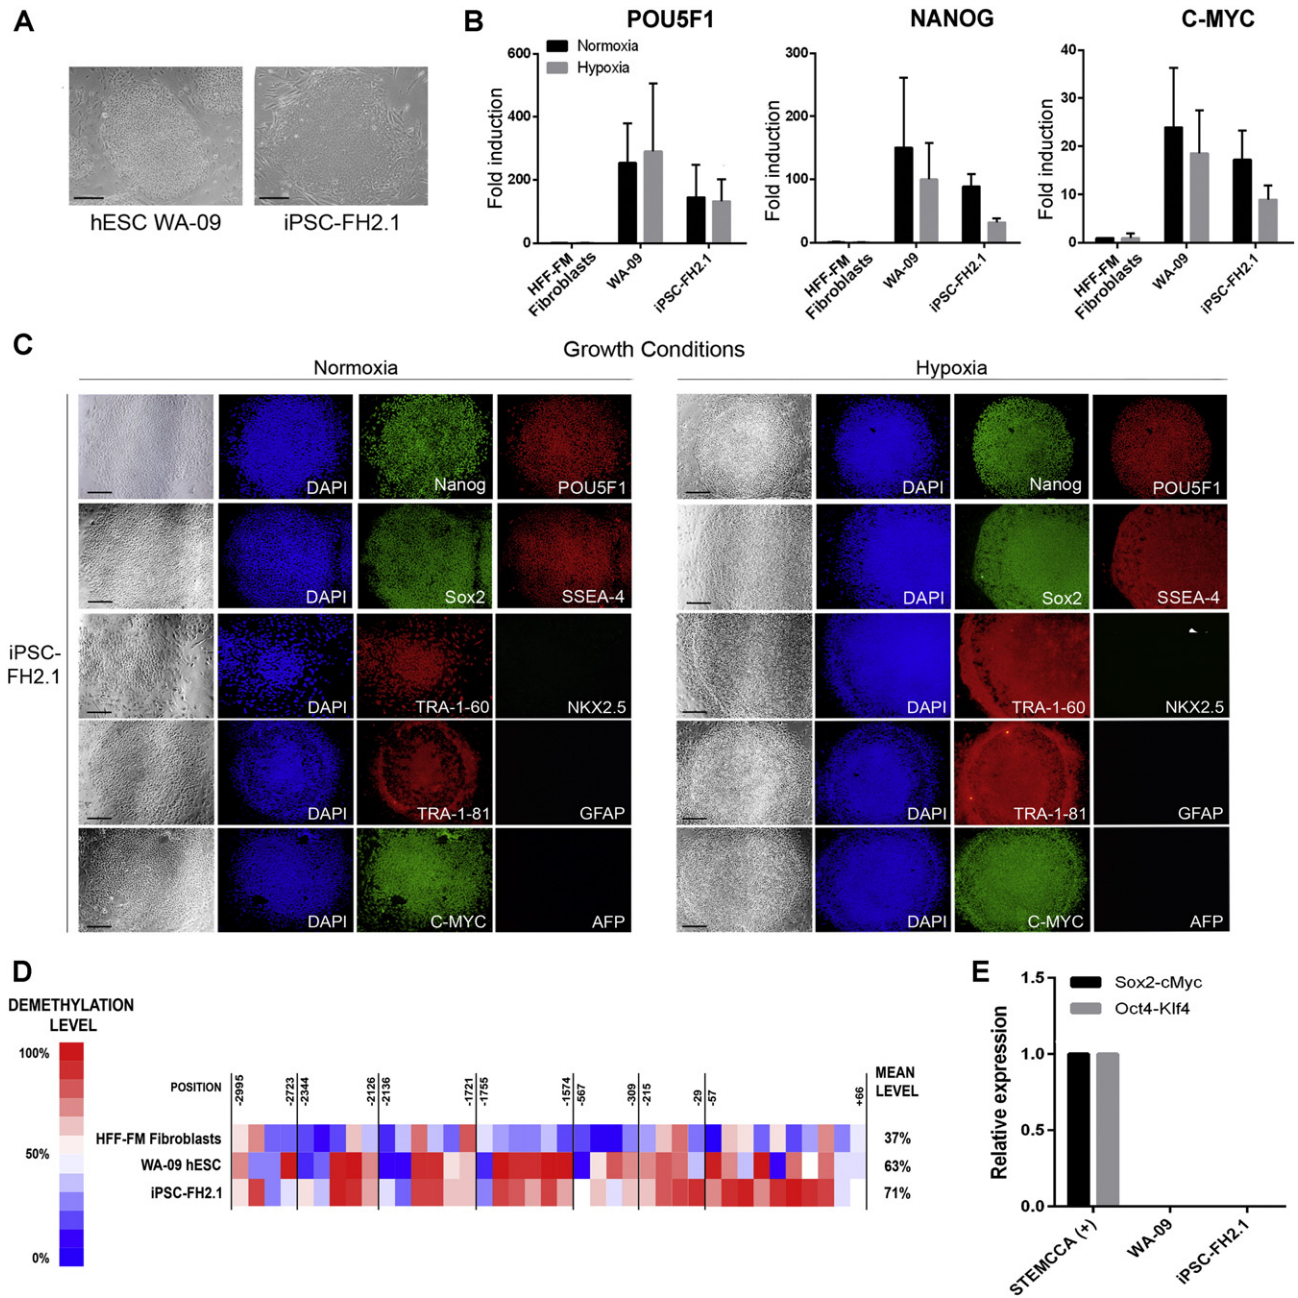 A
hESC WA-09
iPSC-FH2.1
B
POU5F1
NANOG
C-MYC
Normoxia
Hypoxia
Fold induction
600
400
200
0
HFF-FM
Fibroblasts
WA-09
iPSC-FH2.1
Fold induction
300
200
100
0
HFF-FM
Fibroblasts
WA-09
iPSC-FH2.1
Fold induction
40
30
20
10
0
HFF-FM
Fibroblasts
WA-09
iPSC-FH2.1
C
Growth Conditions
Normoxia
Hypoxia
iPSC-
FH2.1
DAPI
Nanog
POU5F1
DAPI
Nanog
POU5F1
DAPI
Sox2
SSEA-4
DAPI
Sox2
SSEA-4
DAPI
TRA-1-60
NKX2.5
DAPI
TRA-1-60
NKX2.5
DAPI
TRA-1-81
GFAP
DAPI
TRA-1-81
GFAP
DAPI
C-MYC
AFP
DAPI
C-MYC
AFP
D
DEMETHYLATION
LEVEL
100%
50%
0%
POSITION
-2995
-2723
-2344
-2126
-2136
-1721
-1755
-1574
-567
-309
-215
-29
-57
+66
MEAN
LEVEL
HFF-FM Fibroblasts
37%
WA-09 hESC
63%
iPSC-FH2.1
71%
E
Sox2-cMyc
Oct4-Klf4
Relative expression
1.5
1.0
0.5
0.0
STEMCCA (+)
WA-09
iPSC-FH2.1